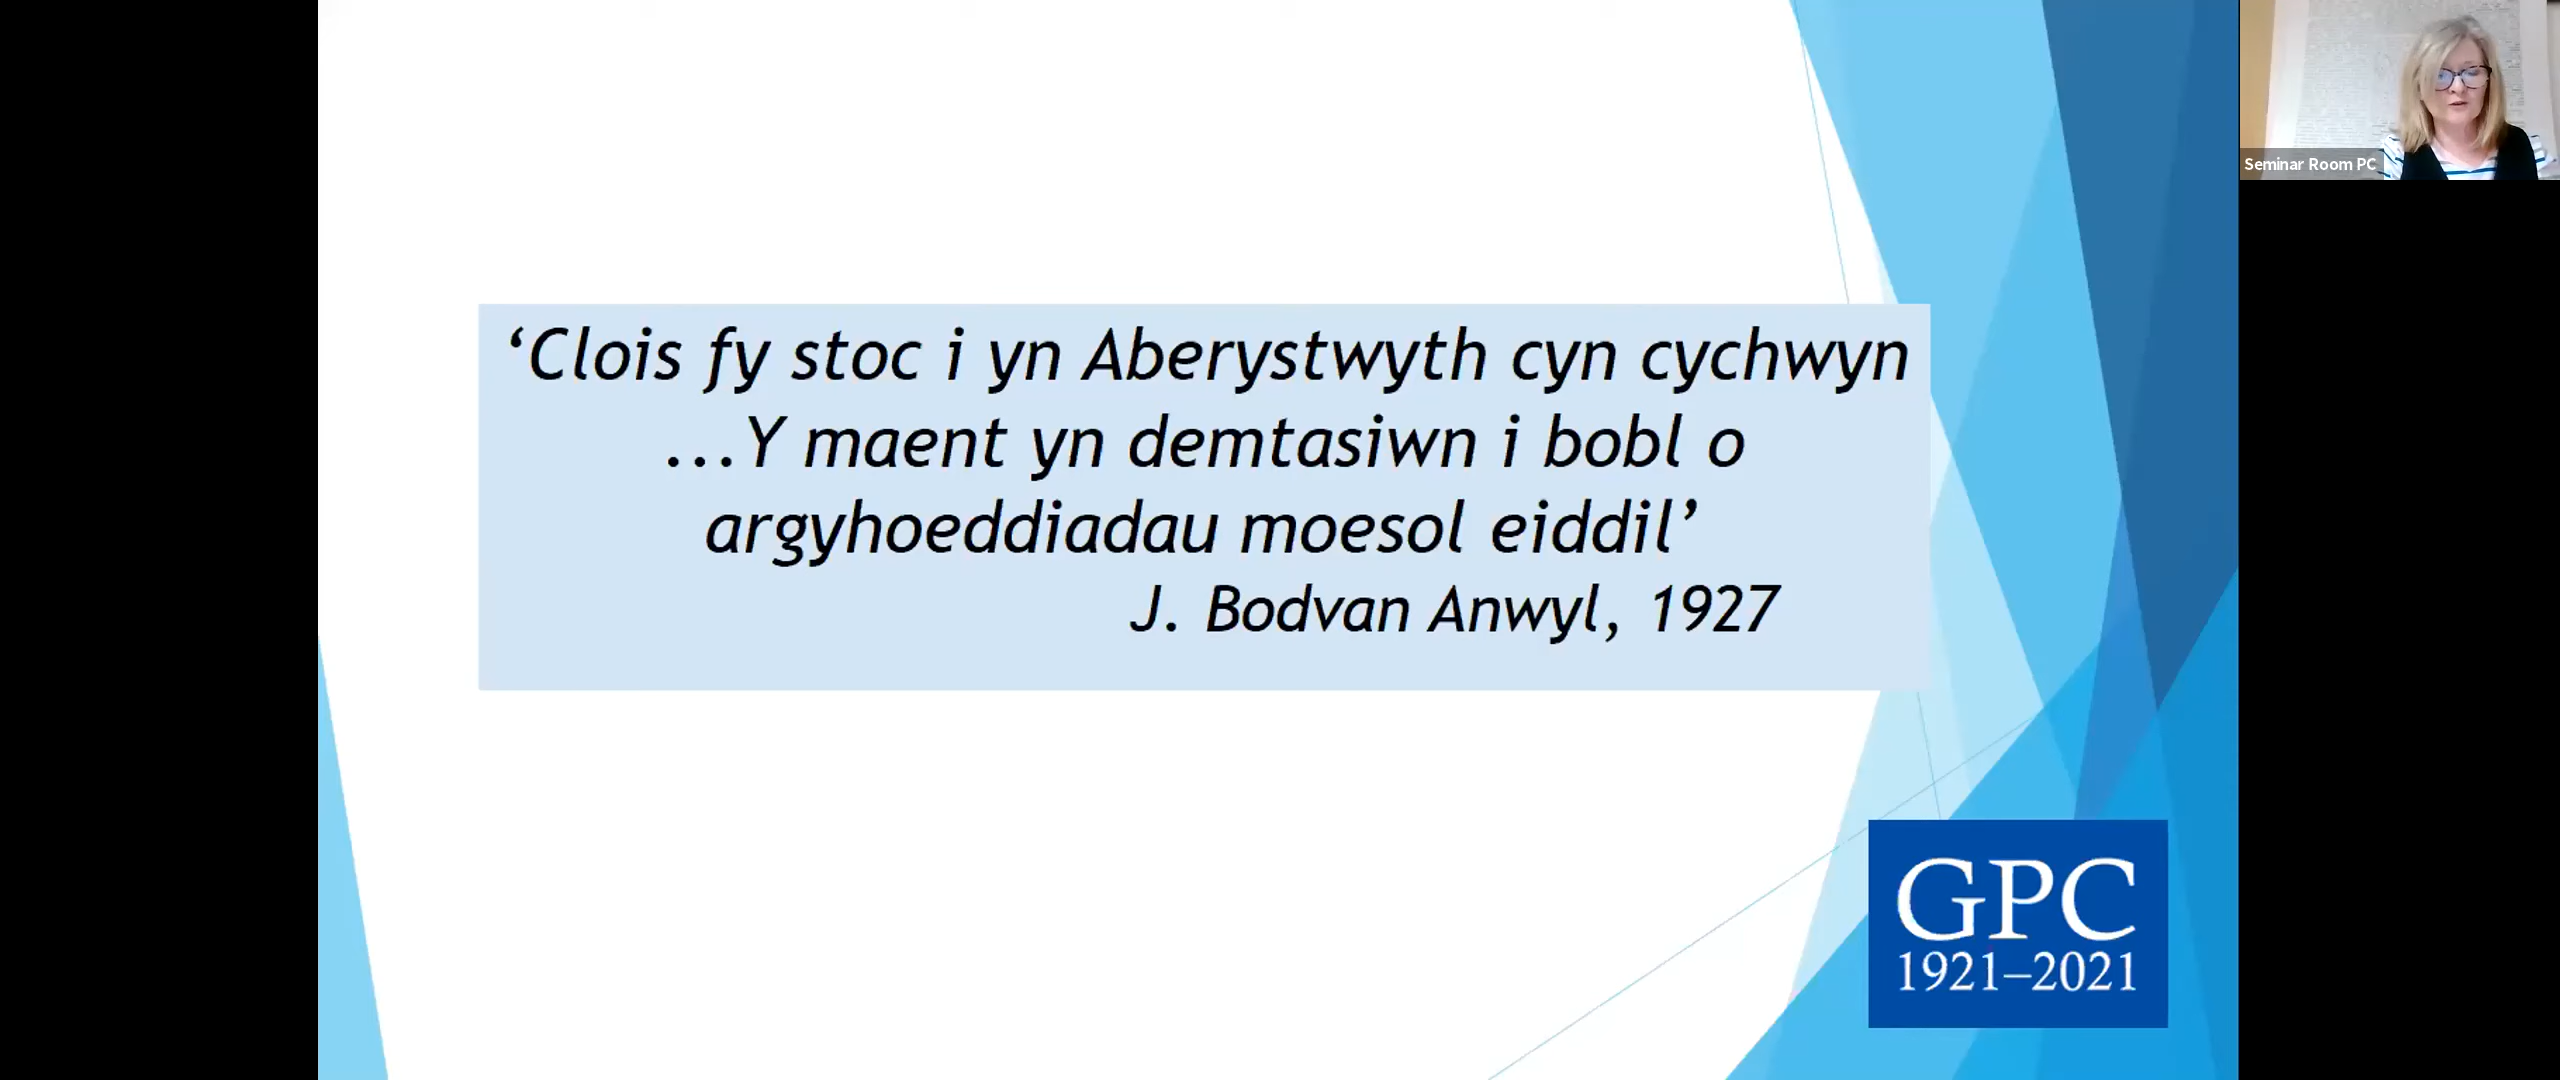 ‘Clois fy stoc i yn Aberystwyth cyn cychwyn
...Y maent yn demtasiwn i bobl o
argyhoeddiadau moesol eiddil’
J. Bodvan Anwyl, 1927
GPC
1921–2021
Seminar Room PC